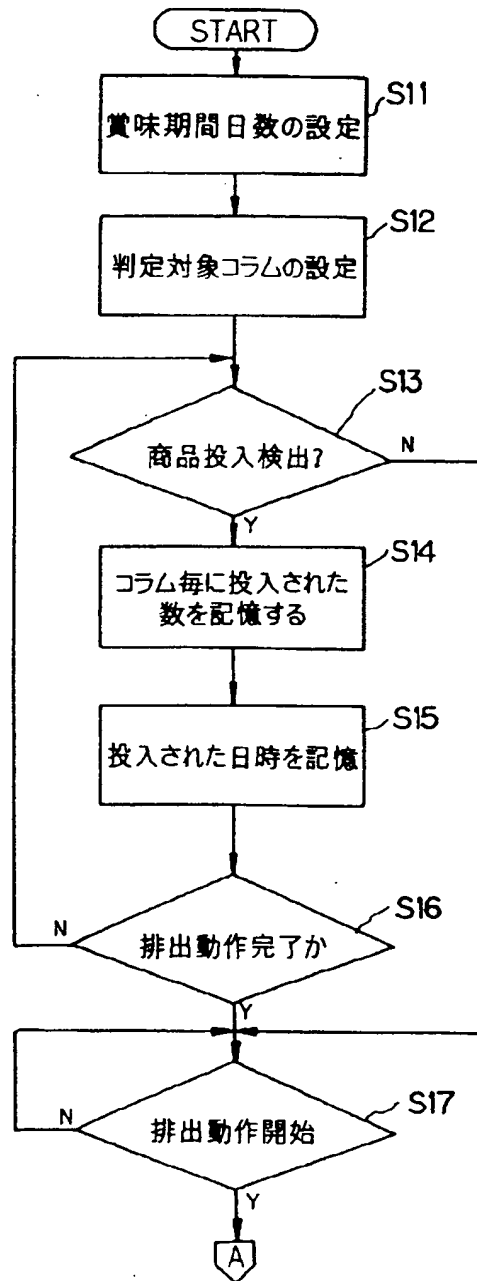 START
S11
賞味期間日数の設定
S12
判定対象コラムの設定
S13
商品投入検出?
N
Y
S14
コラム毎に投入された
数を記憶する
S15
投入された日時を記憶
S16
N
排出動作完了か
Y
S17
N
排出動作開始
Y
A